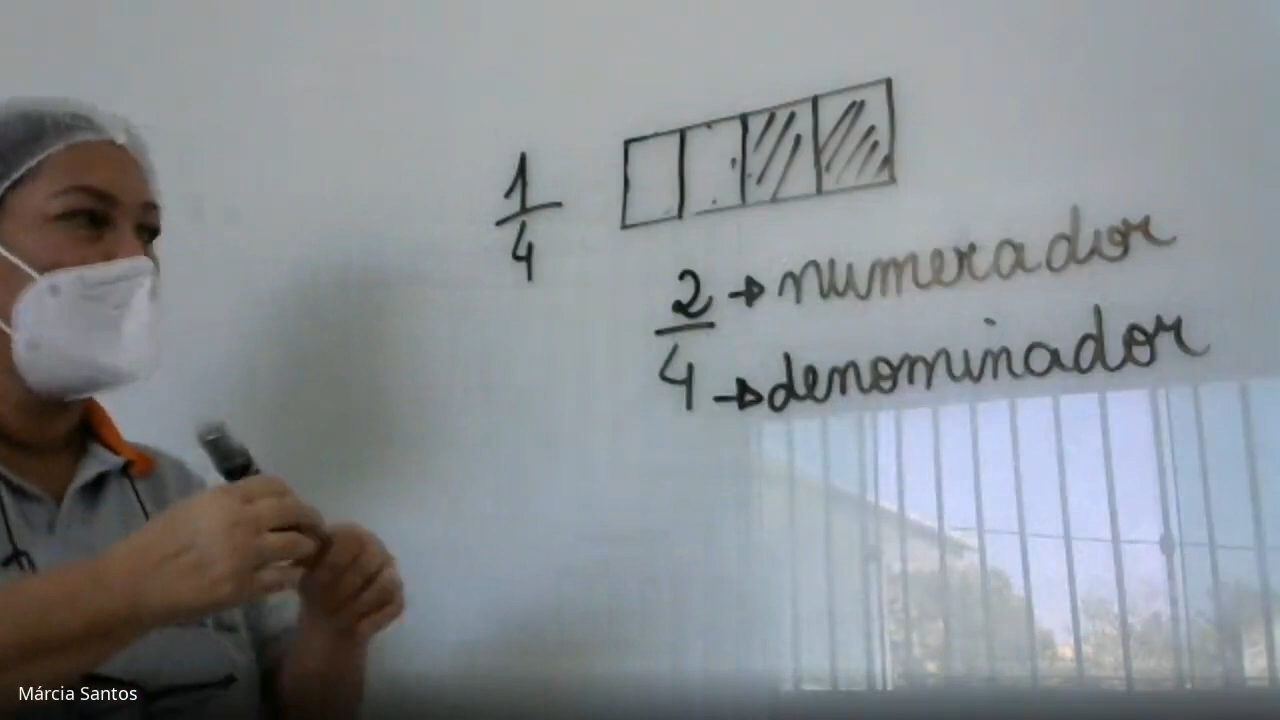 1
4
2 → numerador
4 → denominador
Márcia Santos